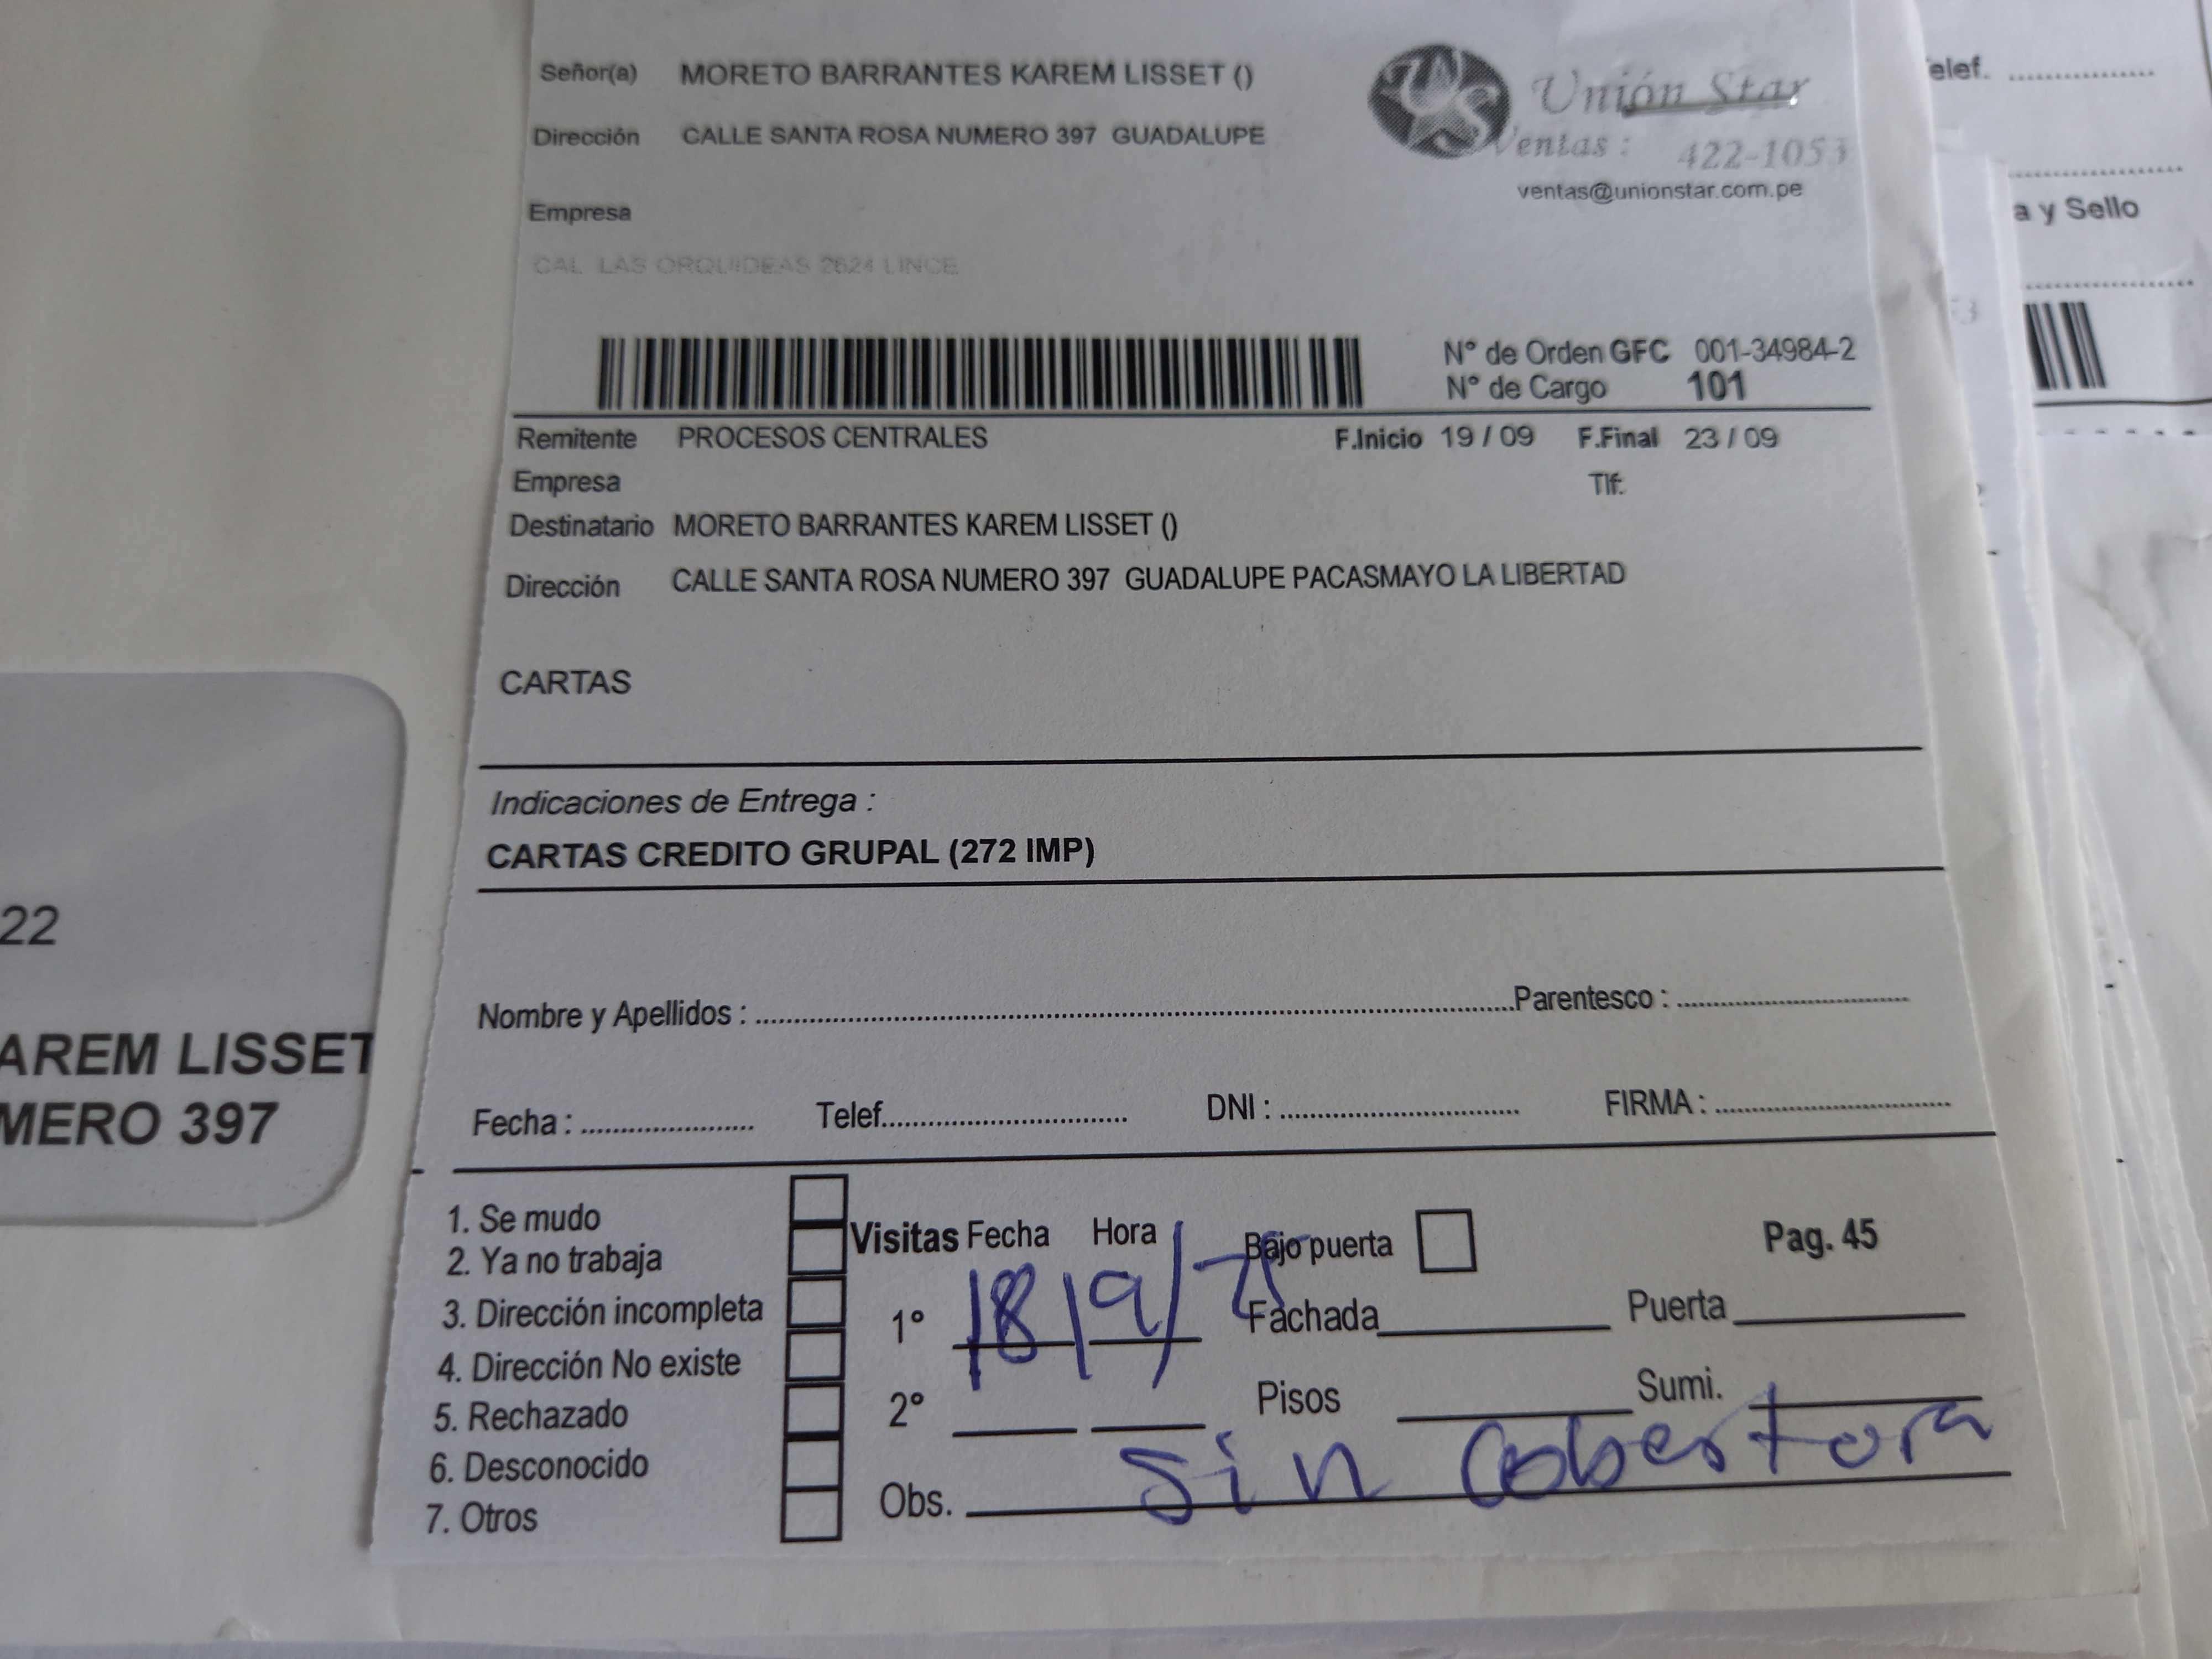 Señor(a) MORETO BARRANTES KAREM LISSET ()
Unión Star
Dirección CALLE SANTA ROSA NUMERO 397 GUADALUPE
Ventas : 422-1053
ventas@unionstar.com.pe
Empresa
CAL LAS ORQUIDEAS 2624 LINCE
Nº de Orden GFC 001-34984-2
Nº de Cargo 101
Remitente PROCESOS CENTRALES F.Inicio 19 / 09 F.Final 23 / 09
Empresa Tlf:
Destinatario MORETO BARRANTES KAREM LISSET ()
Dirección CALLE SANTA ROSA NUMERO 397 GUADALUPE PACASMAYO LA LIBERTAD
CARTAS
Indicaciones de Entrega :
CARTAS CREDITO GRUPAL (272 IMP)
Nombre y Apellidos : Parentesco :
Fecha : Telef. DNI : FIRMA :
1. Se mudo
2. Ya no trabaja
3. Dirección incompleta
4. Dirección No existe
5. Rechazado
6. Desconocido
7. Otros
Visitas Fecha Hora Bajo puerta Pag. 45
1° 18/9/ Fachada Puerta
2° Pisos Sumi.
Obs. Sin Cobertora
22
AREM LISSET
MERO 397
elef.
a y Sello